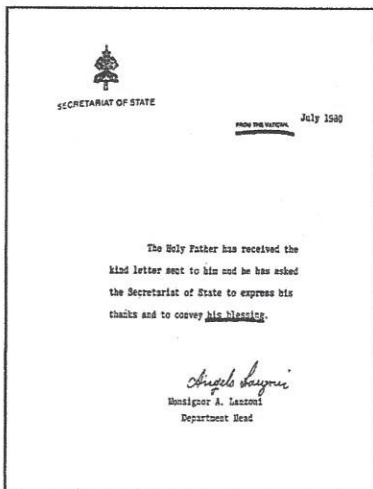 SECRETARIAT OF STATE
FROM THE VATICAN, July 1980
The Holy Father has received the
kind letter sent to him and he has asked
the Secretariat of State to express his
thanks and to convey his blessing.
Monsignor A. Lanzoni
Department Head